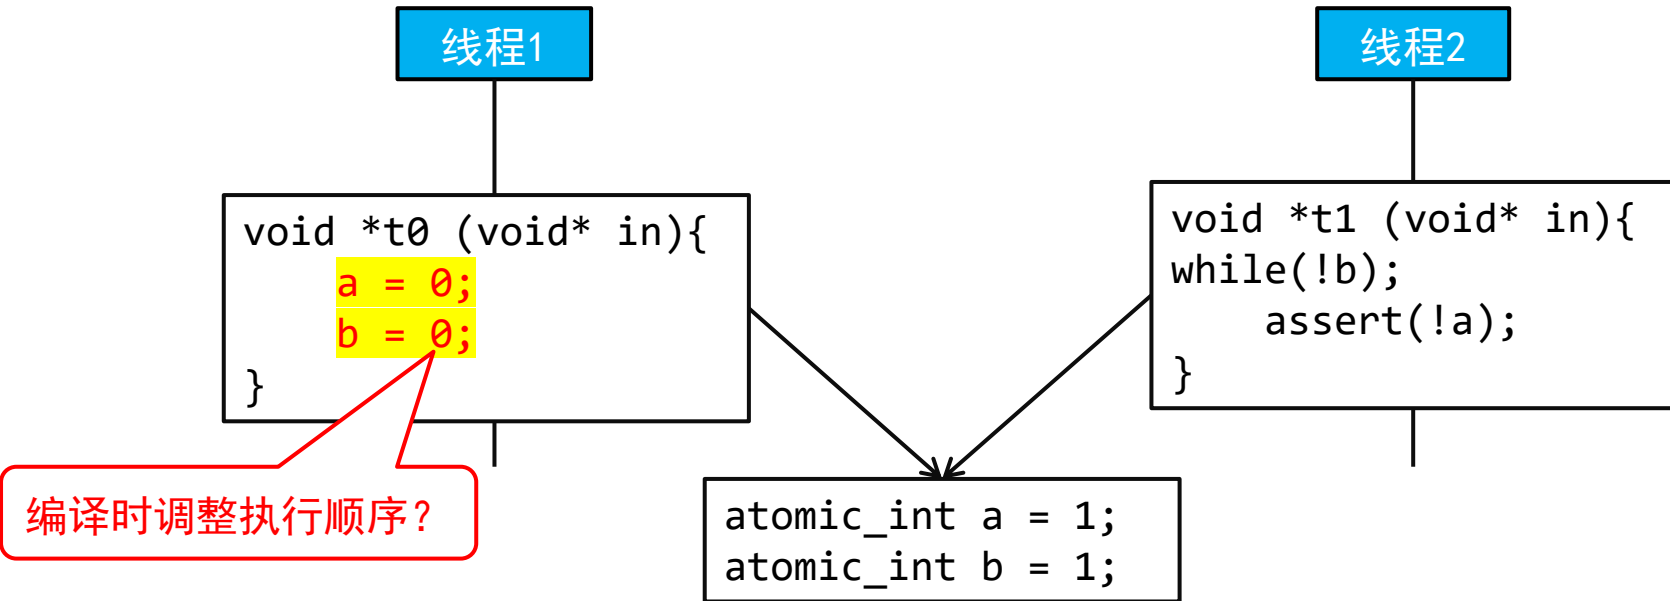 线程1
线程2
void *t0 (void* in){
a = 0;
b = 0;
}
void *t1 (void* in){
while(!b);
assert(!a);
}
编译时调整执行顺序？
atomic_int a = 1;
atomic_int b = 1;